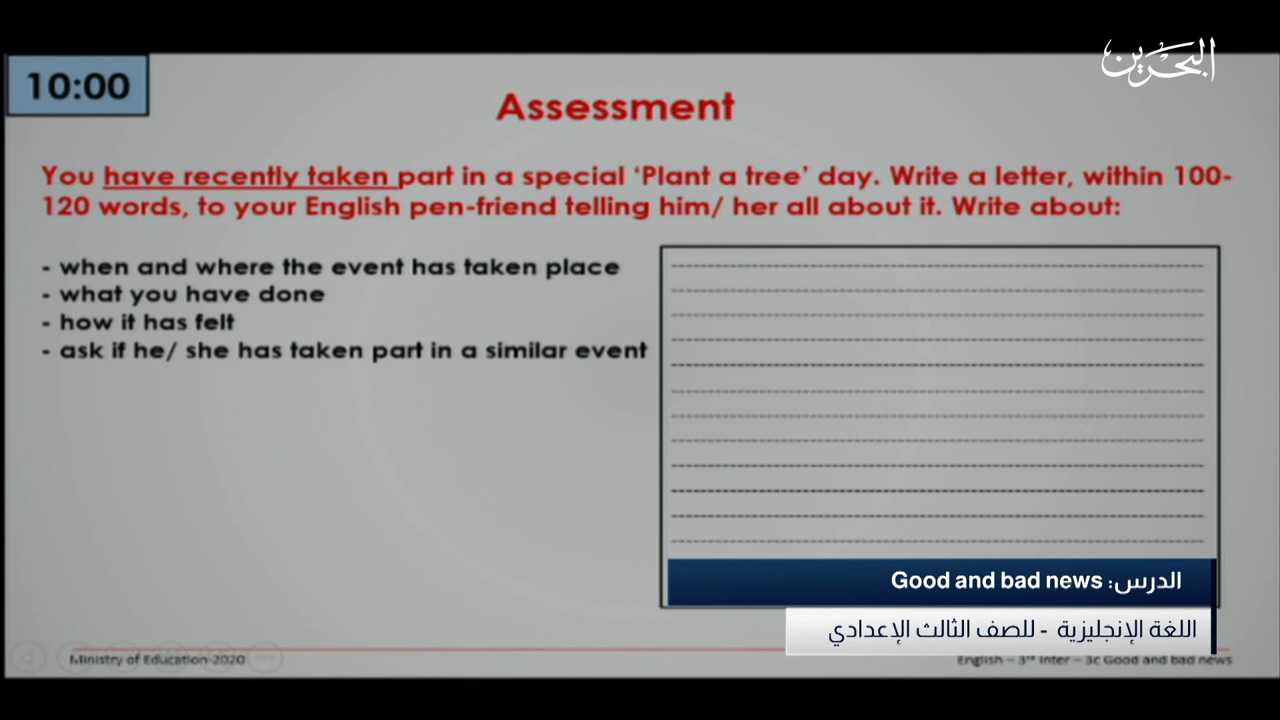 البحرين
10:00
Assessment
You have recently taken part in a special ‘Plant a tree’ day. Write a letter, within 100-
120 words, to your English pen-friend telling him/ her all about it. Write about:
- when and where the event has taken place
- what you have done
- how it has felt
- ask if he/ she has taken part in a similar event
الدرس: Good and bad news
اللغة الإنجليزية - للصف الثالث الإعدادي
Ministry of Education-2020
English – 3rd Inter – 3c Good and bad news